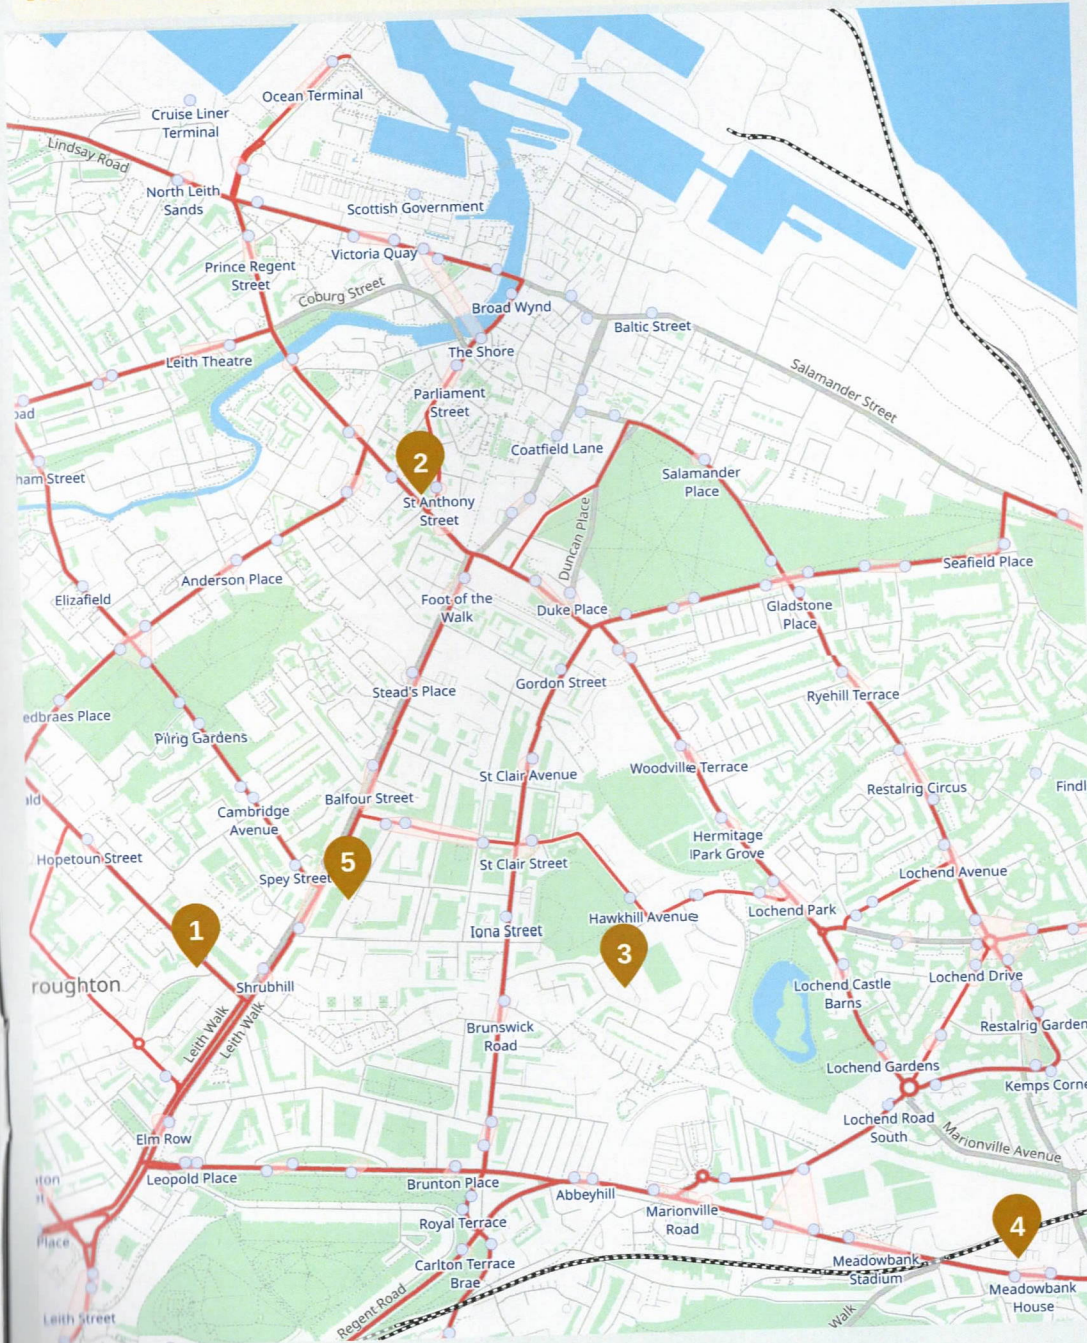 Ocean Terminal
Cruise Liner
Terminal
Lindsay Road
North Leith
Sands
Scottish Government
Victoria Quay
Prince Regent
Street
Coburg Street
Broad Wynd
Baltic Street
The Shore
Leith Theatre
Salamander Street
Parliament
Street
Coatfield Lane
2
Salamander
Place
ham Street
St Anthony
Street
Duncan Place
Seafield Place
Anderson Place
Elizafield
Foot of the
Walk
Duke Place
Gladstone
Place
Stead's Place
Gordon Street
Ryehill Terrace
edbraes Place
Pilrig Gardens
St Clair Avenue
Woodville Terrace
Restalrig Circus
Findl
Balfour Street
Cambridge
Avenue
Hermitage
Park Grove
Hopetoun Street
5
St Clair Street
Spey Street
Lochend Avenue
1
Iona Street
Hawkhill Avenue
Lochend Park
3
roughton
Shrubhill
Lochend Castle
Barns
Lochend Drive
Leith Walk
Leith Walk
Brunswick
Road
Restalrig Garden
Lochend Gardens
Kemps Corne
Elm Row
Lochend Road
South
Marionville Avenue
Leopold Place
Brunton Place
Abbeyhill
Marionville
Road
Royal Terrace
4
Place
Carlton Terrace
Brae
Meadowbank
Stadium
Meadowbank
House
Leith Street
Regent Road
Walk